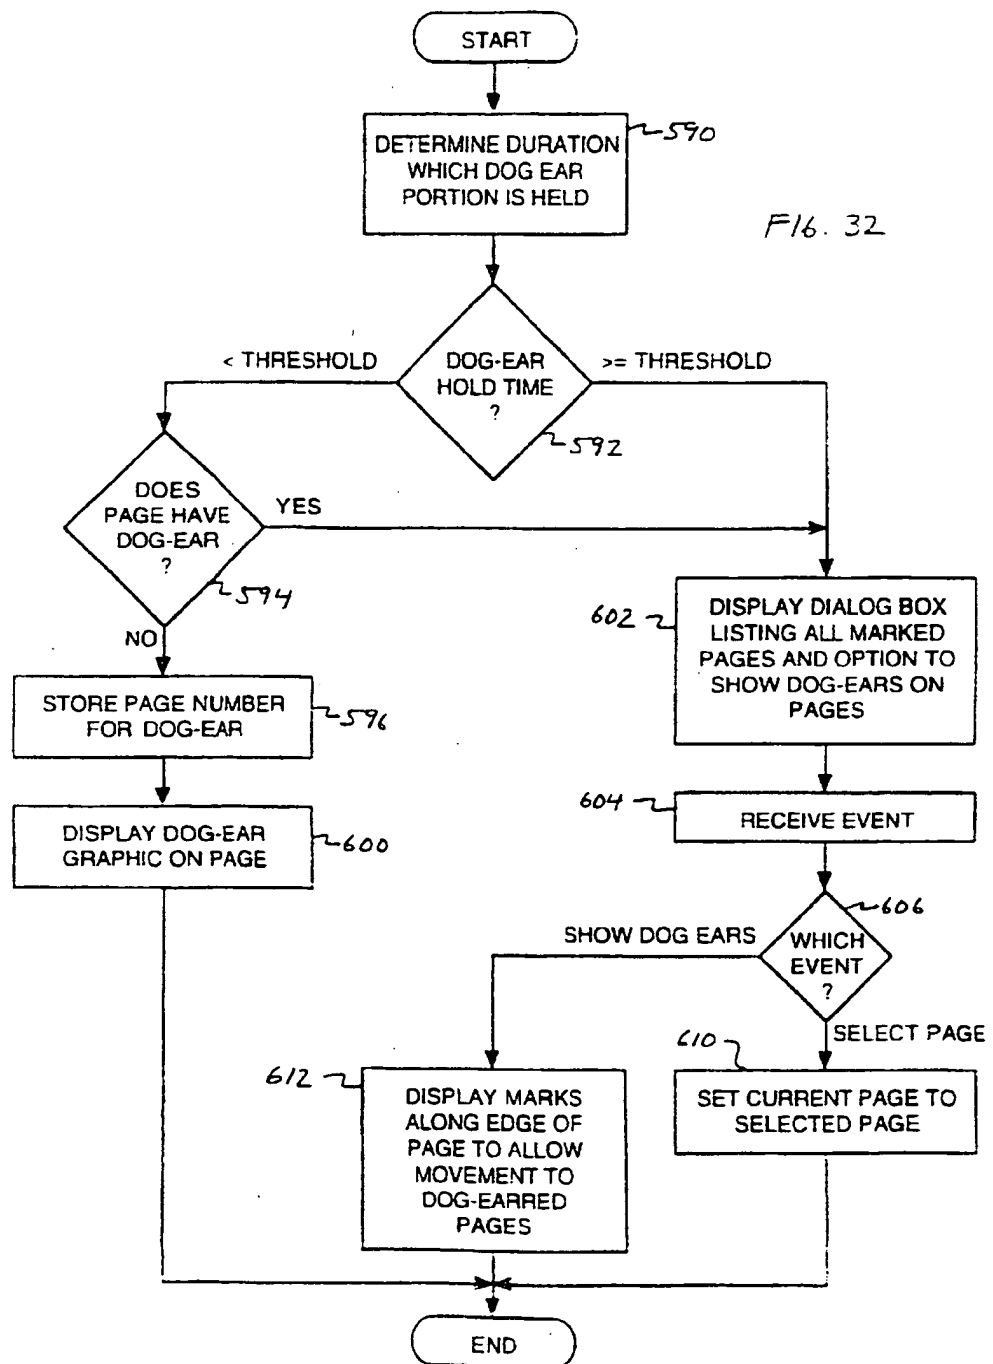 START
DETERMINE DURATION
WHICH DOG EAR
PORTION IS HELD
590
FIG. 32
< THRESHOLD
DOG-EAR
HOLD TIME
?
>= THRESHOLD
592
DOES
PAGE HAVE
DOG-EAR
?
YES
594
NO
602
DISPLAY DIALOG BOX
LISTING ALL MARKED
PAGES AND OPTION TO
SHOW DOG-EARS ON
PAGES
STORE PAGE NUMBER
FOR DOG-EAR
596
604
RECEIVE EVENT
DISPLAY DOG-EAR
GRAPHIC ON PAGE
600
606
SHOW DOG EARS
WHICH
EVENT
?
SELECT PAGE
610
612
DISPLAY MARKS
ALONG EDGE OF
PAGE TO ALLOW
MOVEMENT TO
DOG-EARRED
PAGES
SET CURRENT PAGE TO
SELECTED PAGE
END